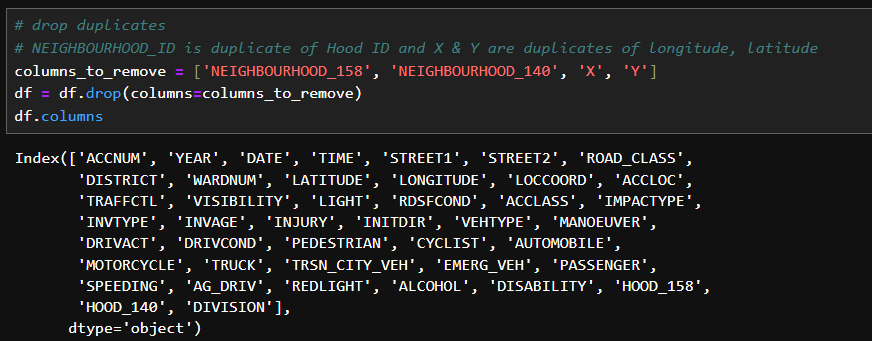 # drop duplicates
# NEIGHBOURHOOD_ID is duplicate of Hood ID and X & Y are duplicates of longitude, latitude
columns_to_remove = ['NEIGHBOURHOOD_158', 'NEIGHBOURHOOD_140', 'X', 'Y']
df = df.drop(columns=columns_to_remove)
df.columns
Index(['ACCNUM', 'YEAR', 'DATE', 'TIME', 'STREET1', 'STREET2', 'ROAD_CLASS',
'DISTRICT', 'WARDNUM', 'LATITUDE', 'LONGITUDE', 'LOCCOORD', 'ACCLOC',
'TRAFFCTL', 'VISIBILITY', 'LIGHT', 'RDSFCOND', 'ACCLASS', 'IMPACTYPE',
'INVTYPE', 'INVAGE', 'INJURY', 'INITDIR', 'VEHTYPE', 'MANOEUVER',
'DRIVACT', 'DRIVCOND', 'PEDESTRIAN', 'CYCLIST', 'AUTOMOBILE',
'MOTORCYCLE', 'TRUCK', 'TRSN_CITY_VEH', 'EMERG_VEH', 'PASSENGER',
'SPEEDING', 'AG_DRIV', 'REDLIGHT', 'ALCOHOL', 'DISABILITY', 'HOOD_158',
'HOOD_140', 'DIVISION'],
dtype='object')